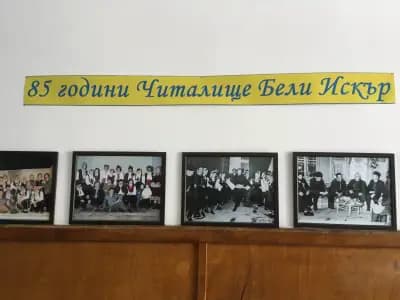 85 години Читалище Бели Искър